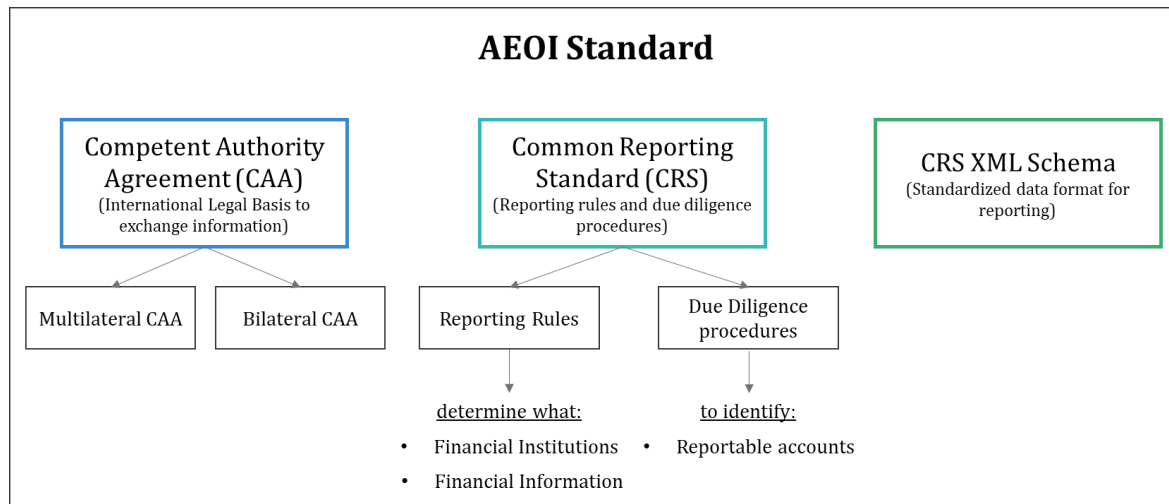 AEOI Standard
Competent Authority
Agreement (CAA)
(International Legal Basis to
exchange information)
Common Reporting
Standard (CRS)
(Reporting rules and due diligence
procedures)
CRS XML Schema
(Standardized data format for
reporting)
Multilateral CAA
Bilateral CAA
Reporting Rules
Due Diligence
procedures
determine what:
• Financial Institutions
• Financial Information
to identify:
• Reportable accounts